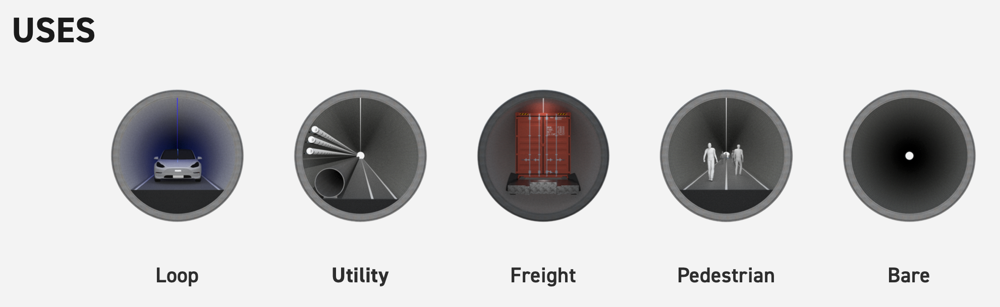 USES
Loop
Utility
Freight
Pedestrian
Bare